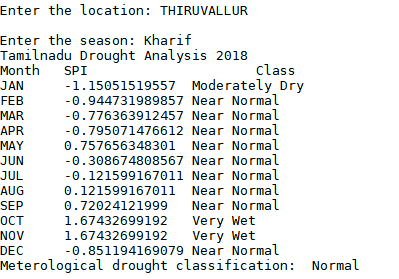 Enter the location: THIRUVALLUR
Enter the season: Kharif
Tamilnadu Drought Analysis 2018
Month SPI Class
JAN -1.15051519557 Moderately Dry
FEB -0.944731989857 Near Normal
MAR -0.776363912457 Near Normal
APR -0.795071476612 Near Normal
MAY 0.757656348301 Near Normal
JUN -0.308674808567 Near Normal
JUL -0.121599167011 Near Normal
AUG 0.121599167011 Near Normal
SEP 0.72024121999 Near Normal
OCT 1.67432699192 Very Wet
NOV 1.67432699192 Very Wet
DEC -0.851194169079 Near Normal
Meterological drought classification: Normal